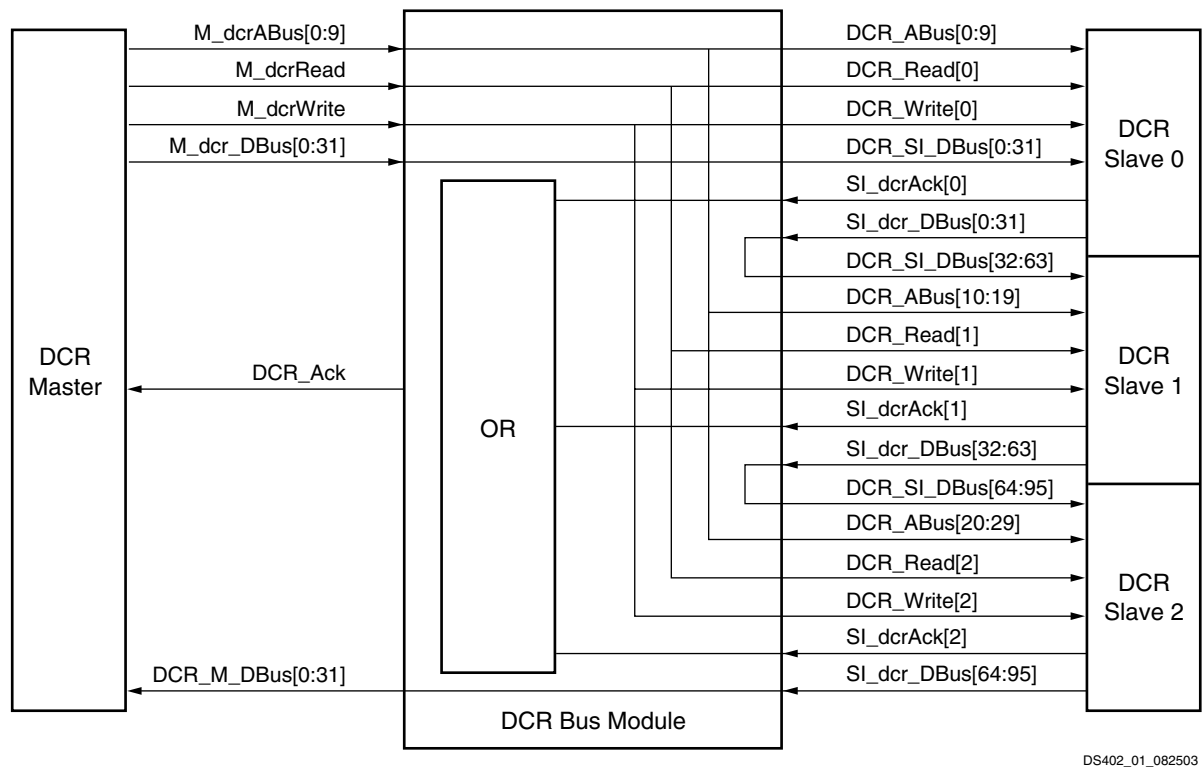 M_dcrABus[0:9]
M_dcrRead
M_dcrWrite
M_dcr_DBus[0:31]
DCR
Master
DCR_Ack
DCR_M_DBus[0:31]
OR
DCR Bus Module
DCR_ABus[0:9]
DCR_Read[0]
DCR_Write[0]
DCR_SI_DBus[0:31]
SI_dcrAck[0]
SI_dcr_DBus[0:31]
DCR_SI_DBus[32:63]
DCR_ABus[10:19]
DCR_Read[1]
DCR_Write[1]
SI_dcrAck[1]
SI_dcr_DBus[32:63]
DCR_SI_DBus[64:95]
DCR_ABus[20:29]
DCR_Read[2]
DCR_Write[2]
SI_dcrAck[2]
SI_dcr_DBus[64:95]
DCR
Slave 0
DCR
Slave 1
DCR
Slave 2
DS402_01_082503